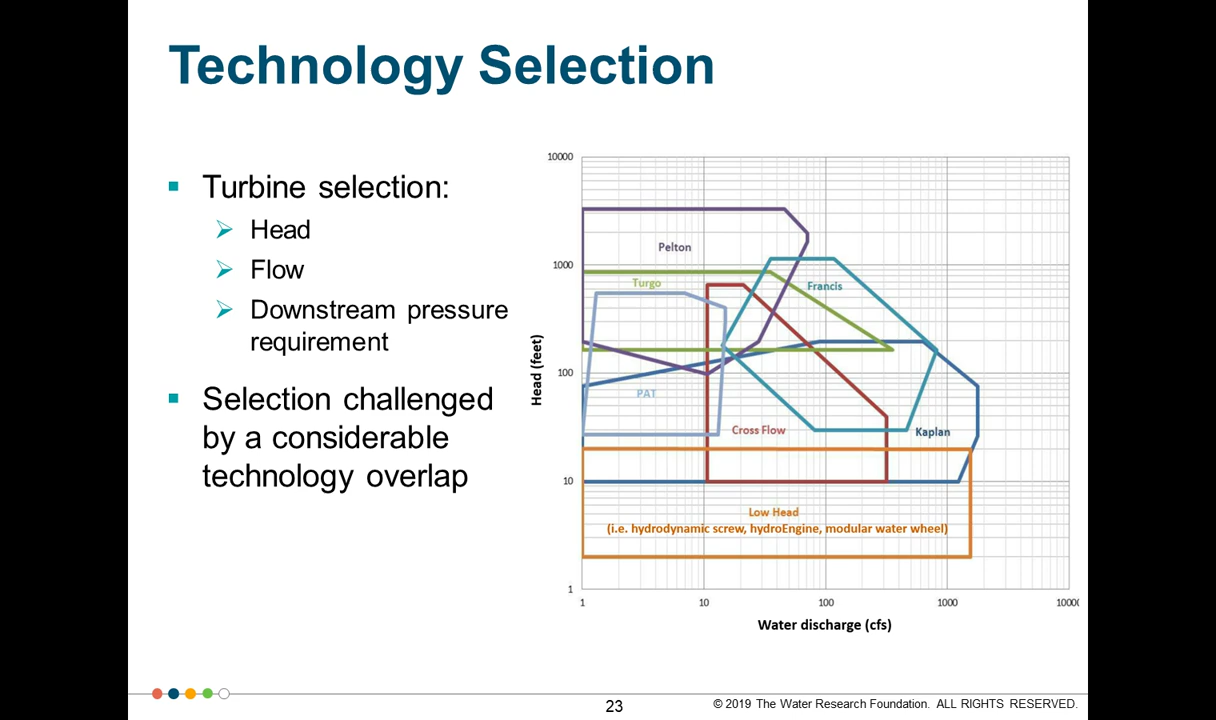 Technology Selection
Turbine selection:
Head
Flow
Downstream pressure
requirement
Selection challenged
by a considerable
technology overlap
10000
1000
100
10
1
Head (feet)
Pelton
Turgo
Francis
PAT
Cross Flow
Kaplan
Low Head
(i.e. hydrodynamic screw, hydroEngine, modular water wheel)
1 10 100 1000 10000
Water discharge (cfs)
23
© 2019 The Water Research Foundation. ALL RIGHTS RESERVED.